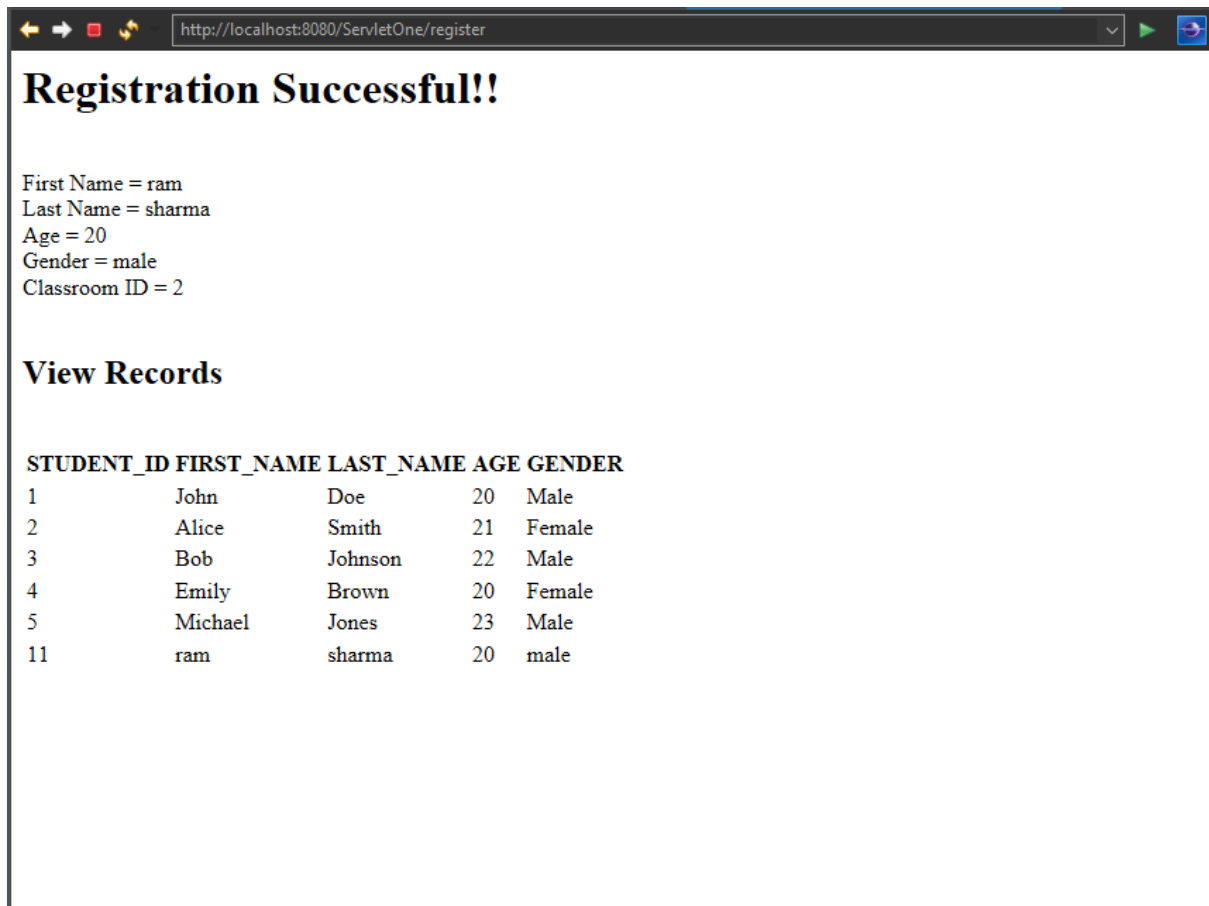 http://localhost:8080/ServletOne/register
Registration Successful!!
First Name = ram
Last Name = sharma
Age = 20
Gender = male
Classroom ID = 2
View Records
STUDENT_ID FIRST_NAME LAST_NAME AGE GENDER
1 John Doe 20 Male
2 Alice Smith 21 Female
3 Bob Johnson 22 Male
4 Emily Brown 20 Female
5 Michael Jones 23 Male
11 ram sharma 20 male